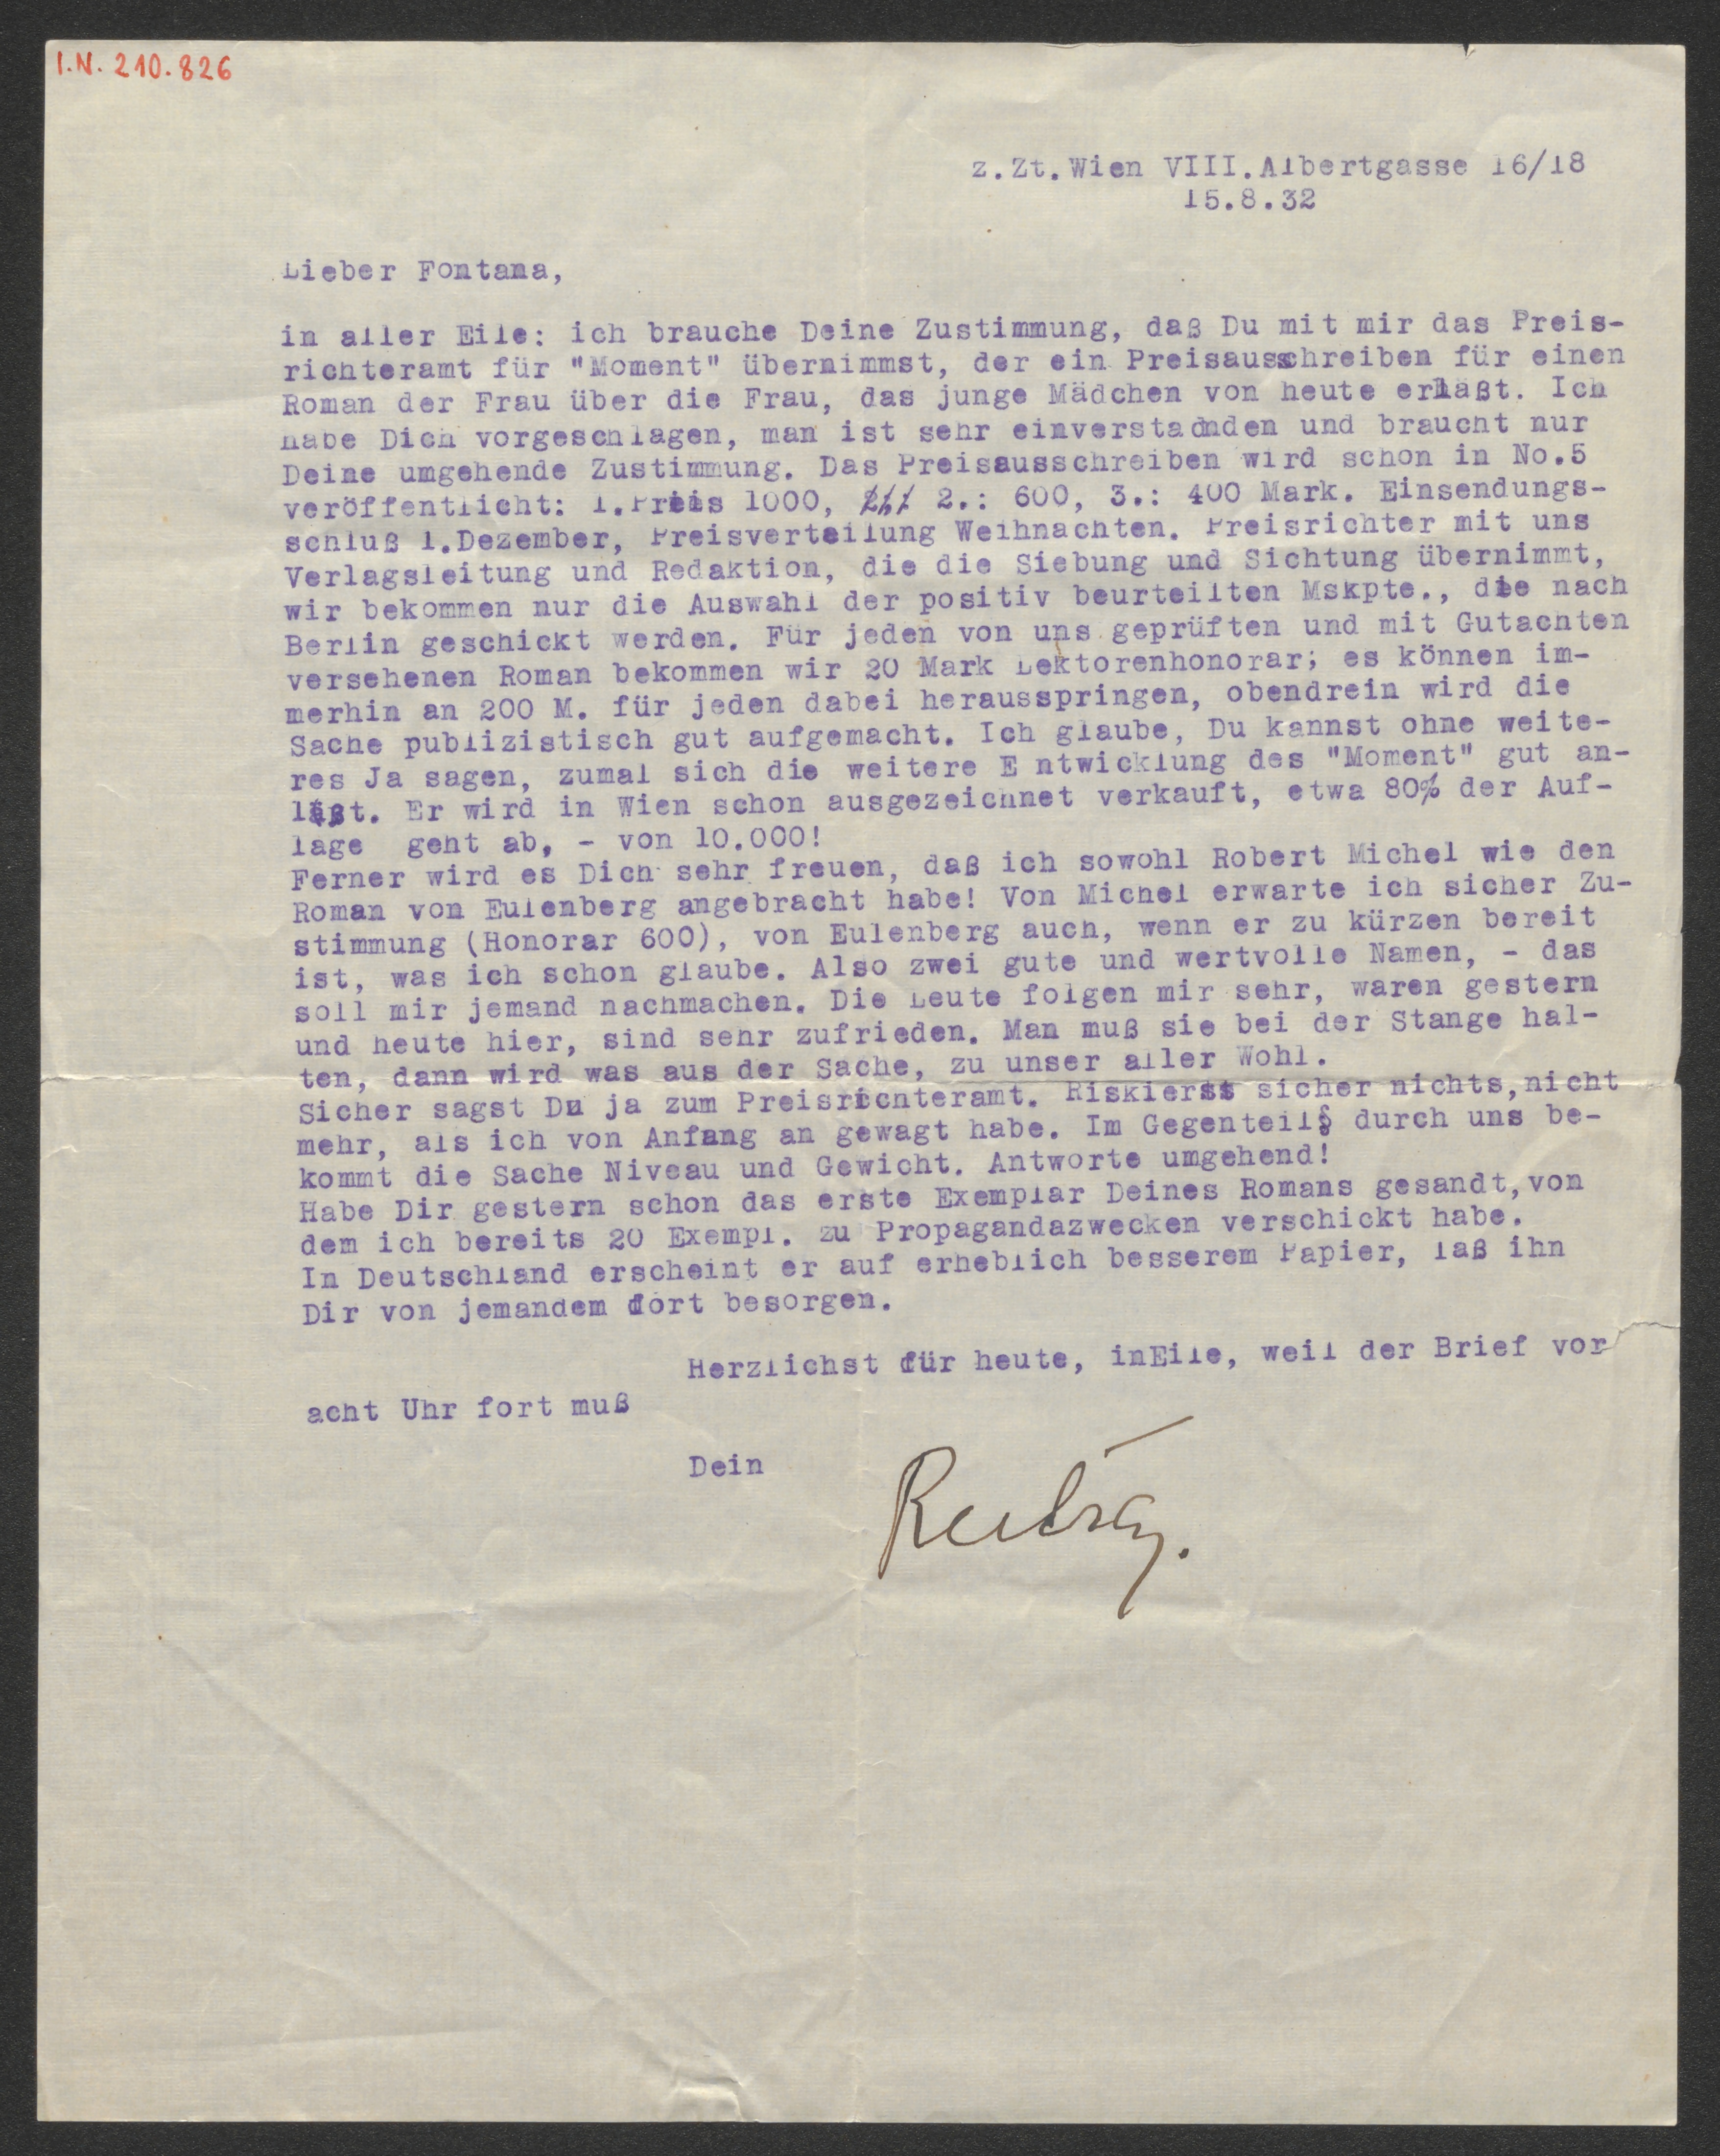 I.N. 210.826
z.Zt.Wien VIII.Albertgasse 16/18
15.8.32
Lieber Fontana,
in aller Eile: ich brauche Deine Zustimmung, daß Du mit mir das Preis-
richteramt für "Moment" übernimmst, der ein Preisausschreiben für einen
Roman der Frau über die Frau, das junge Mädchen von heute erläßt. Ich
habe Dich vorgeschlagen, man ist sehr einverstadnden und braucht nur
Deine umgehende Zustimmung. Das Preisausschreiben wird schon in No.5
veröffentlicht: 1.Preis 1000, 2.: 600, 3.: 400 Mark. Einsendungs-
schluß 1.Dezember, Preisverteilung Weihnachten. Preisrichter mit uns
Verlagsleitung und Redaktion, die die Siebung und Sichtung übernimmt,
wir bekommen nur die Auswahl der positiv beurteilten Mskpte., die nach
Berlin geschickt werden. Für jeden von uns geprüften und mit Gutachten
versehenen Roman bekommen wir 20 Mark Lektorenhonorar; es können im-
merhin an 200 M. für jeden dabei herausspringen, obendrein wird die
Sache publizistisch gut aufgemacht. Ich glaube, Du kannst ohne weite-
res Ja sagen, zumal sich die weitere E ntwicklung des "Moment" gut an-
läßt. Er wird in Wien schon ausgezeichnet verkauft, etwa 80% der Auf-
lage geht ab, - von 10.000!
Ferner wird es Dich sehr freuen, daß ich sowohl Robert Michel wie den
Roman von Eulenberg angebracht habe! Von Michel erwarte ich sicher Zu-
stimmung (Honorar 600), von Eulenberg auch, wenn er zu kürzen bereit
ist, was ich schon glaube. Also zwei gute und wertvolle Namen, - das
soll mir jemand nachmachen. Die Leute folgen mir sehr, waren gestern
und heute hier, sind sehr zufrieden. Man muß sie bei der Stange hal-
ten, dann wird was aus der Sache, zu unser aller Wohl.
Sicher sagst Du ja zum Preisrichteramt. Riskierst sicher nichts,nicht
mehr, als ich von Anfang an gewagt habe. Im Gegenteil: durch uns be-
kommt die Sache Niveau und Gewicht. Antworte umgehend!
Habe Dir gestern schon das erste Exemplar Deines Romans gesandt,von
dem ich bereits 20 Exempl. zu Propagandazwecken verschickt habe.
In Deutschland erscheint er auf erheblich besserem Papier, laß ihn
Dir von jemandem dort besorgen.
Herzlichst für heute, inEile, weil der Brief vor
acht Uhr fort muß
Dein